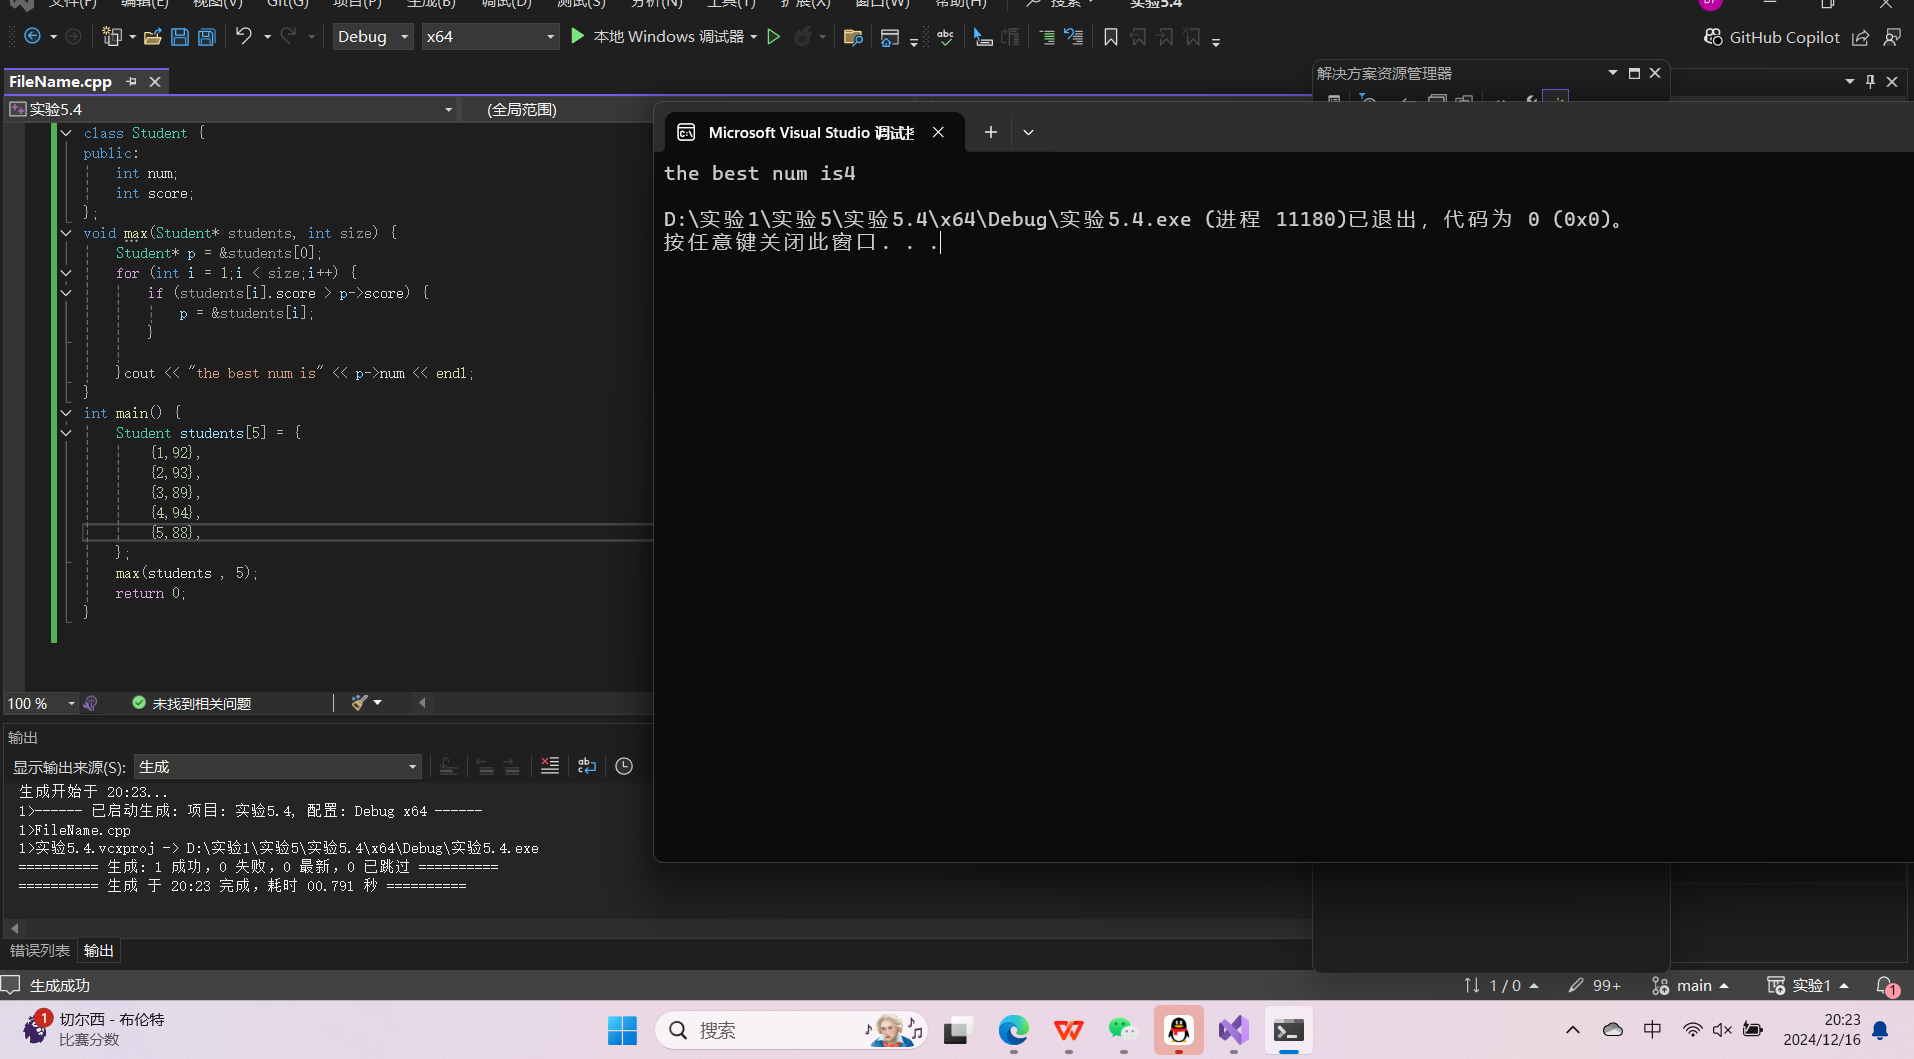 文件(F) 编辑(E) 视图(V) Git(G) 项目(P) 生成(B) 调试(D) 测试(S) 分析(N) 工具(T) 扩展(X) 窗口(W) 帮助(H) 搜索 实验5.4
Debug x64 本地 Windows 调试器 GitHub Copilot
FileName.cpp
解决方案资源管理器
实验5.4 (全局范围)
class Student {
public:
int num;
int score;
};
void max(Student* students, int size) {
Student* p = &students[0];
for (int i = 1;i < size;i++) {
if (students[i].score > p->score) {
p = &students[i];
}
}cout << "the best num is" << p->num << endl;
}
int main() {
Student students[5] = {
{1,92},
{2,93},
{3,89},
{4,94},
{5,88},
};
max(students , 5);
return 0;
}
Microsoft Visual Studio 调试控
the best num is4
D:\实验1\实验5\实验5.4\x64\Debug\实验5.4.exe (进程 11180)已退出，代码为 0 (0x0)。
按任意键关闭此窗口. . .
100 % 未找到相关问题
输出
显示输出来源(S): 生成
生成开始于 20:23...
1>------ 已启动生成: 项目: 实验5.4, 配置: Debug x64 ------
1>FileName.cpp
1>实验5.4.vcxproj -> D:\实验1\实验5\实验5.4\x64\Debug\实验5.4.exe
========== 生成: 1 成功，0 失败，0 最新，0 已跳过 ==========
========== 生成 于 20:23 完成，耗时 00.791 秒 ==========
错误列表 输出
生成成功 1 / 0 99+ main 实验1 1
1 切尔西 - 布伦特
比赛分数
搜索
中
20:23
2024/12/16